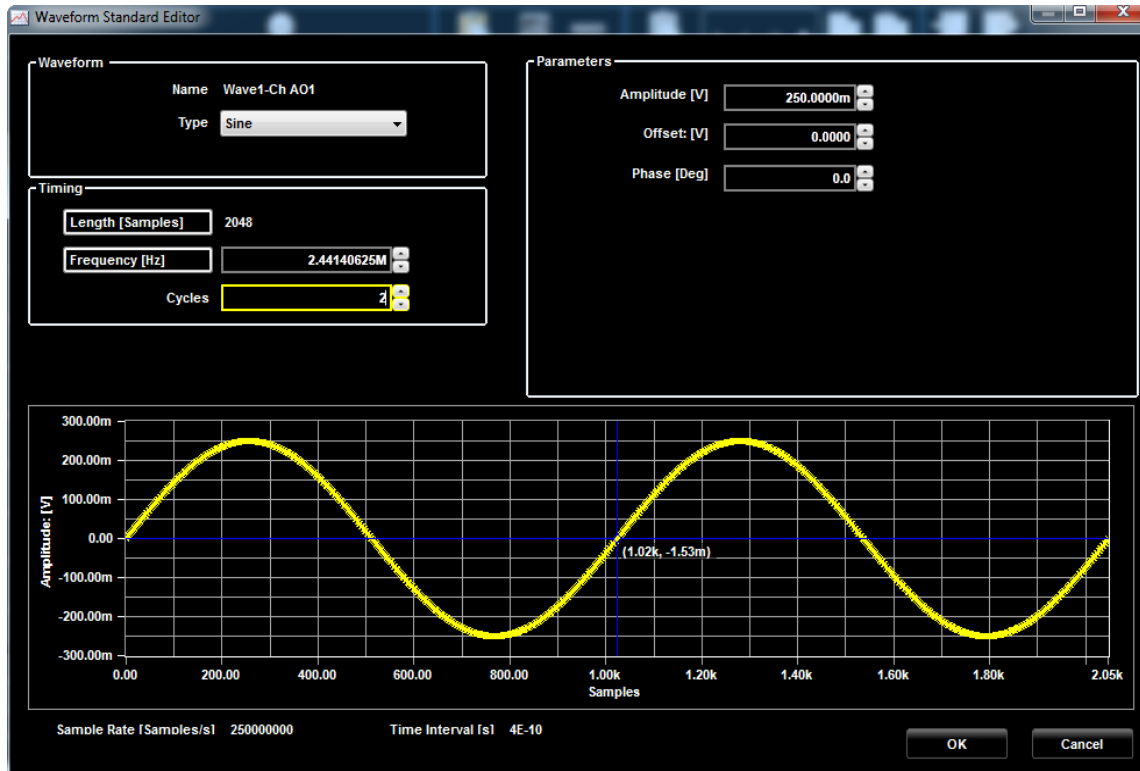 Waveform Standard Editor
Waveform
Name Wave1-Ch AO1
Type Sine
Timing
Length [Samples] 2048
Frequency [Hz] 2.44140625M
Cycles 2
Parameters
Amplitude [V] 250.0000m
Offset: [V] 0.0000
Phase [Deg] 0.0
300.00m
200.00m
100.00m
0.00
-100.00m
-200.00m
-300.00m
Amplitude: [V]
(1.02k, -1.53m)
0.00 200.00 400.00 600.00 800.00 1.00k 1.20k 1.40k 1.60k 1.80k 2.05k
Samples
Sample Rate [Samples/s] 250000000 Time Interval [s] 4E-10
OK Cancel